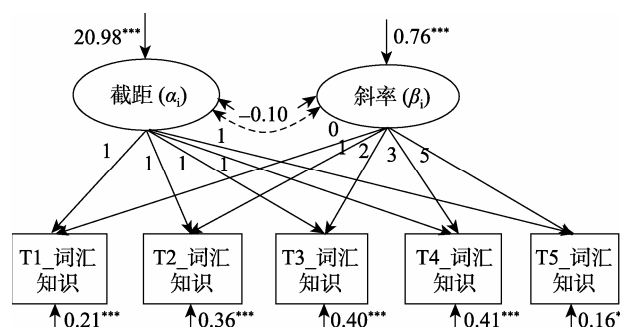 20.98***
0.76***
截距 (αi)
–0.10
斜率 (βi)
1 1 1 1 1
0 1 2 3 5
T1_词汇
知识
T2_词汇
知识
T3_词汇
知识
T4_词汇
知识
T5_词汇
知识
0.21***
0.36***
0.40***
0.41***
0.16*